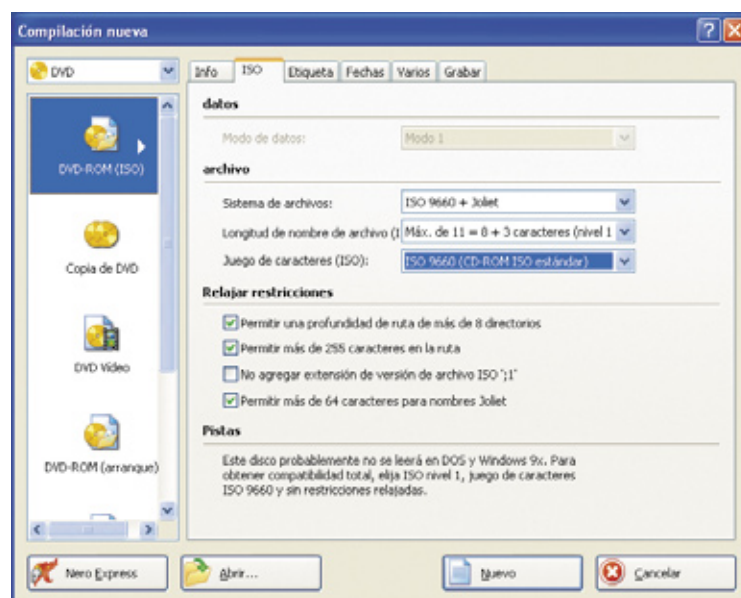 Compilación nueva
DVD
DVD-ROM (ISO)
Copia de DVD
DVD Vídeo
DVD-ROM (arranque)
Info ISO Etiqueta Fechas Varios Grabar
datos
Modo de datos: Modo 1
archivo
Sistema de archivos: ISO 9660 + Joliet
Longitud de nombre de archivo (I Máx. de 11 = 8 + 3 caracteres (nivel 1
Juego de caracteres (ISO): ISO 9660 (CD-ROM ISO estándar)
Relajar restricciones
Permitir una profundidad de ruta de más de 8 directorios
Permitir más de 255 caracteres en la ruta
No agregar extensión de versión de archivo ISO ";1"
Permitir más de 64 caracteres para nombres Joliet
Pistas
Este disco probablemente no se leerá en DOS y Windows 9x. Para
obtener compatibilidad total, elija ISO nivel 1, juego de caracteres
ISO 9660 y sin restricciones relajadas.
Nero Express Abrir... Nuevo Cancelar